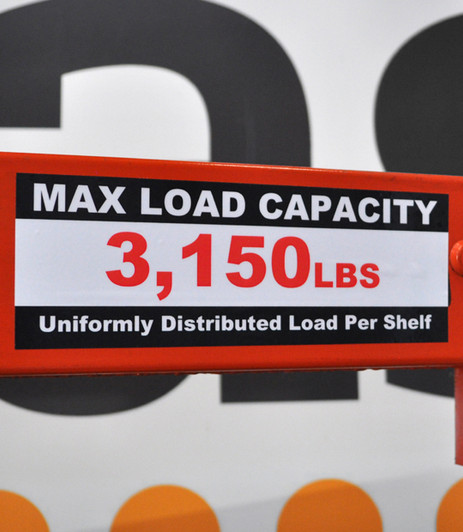 MAX LOAD CAPACITY
3,150LBS
Uniformly Distributed Load Per Shelf